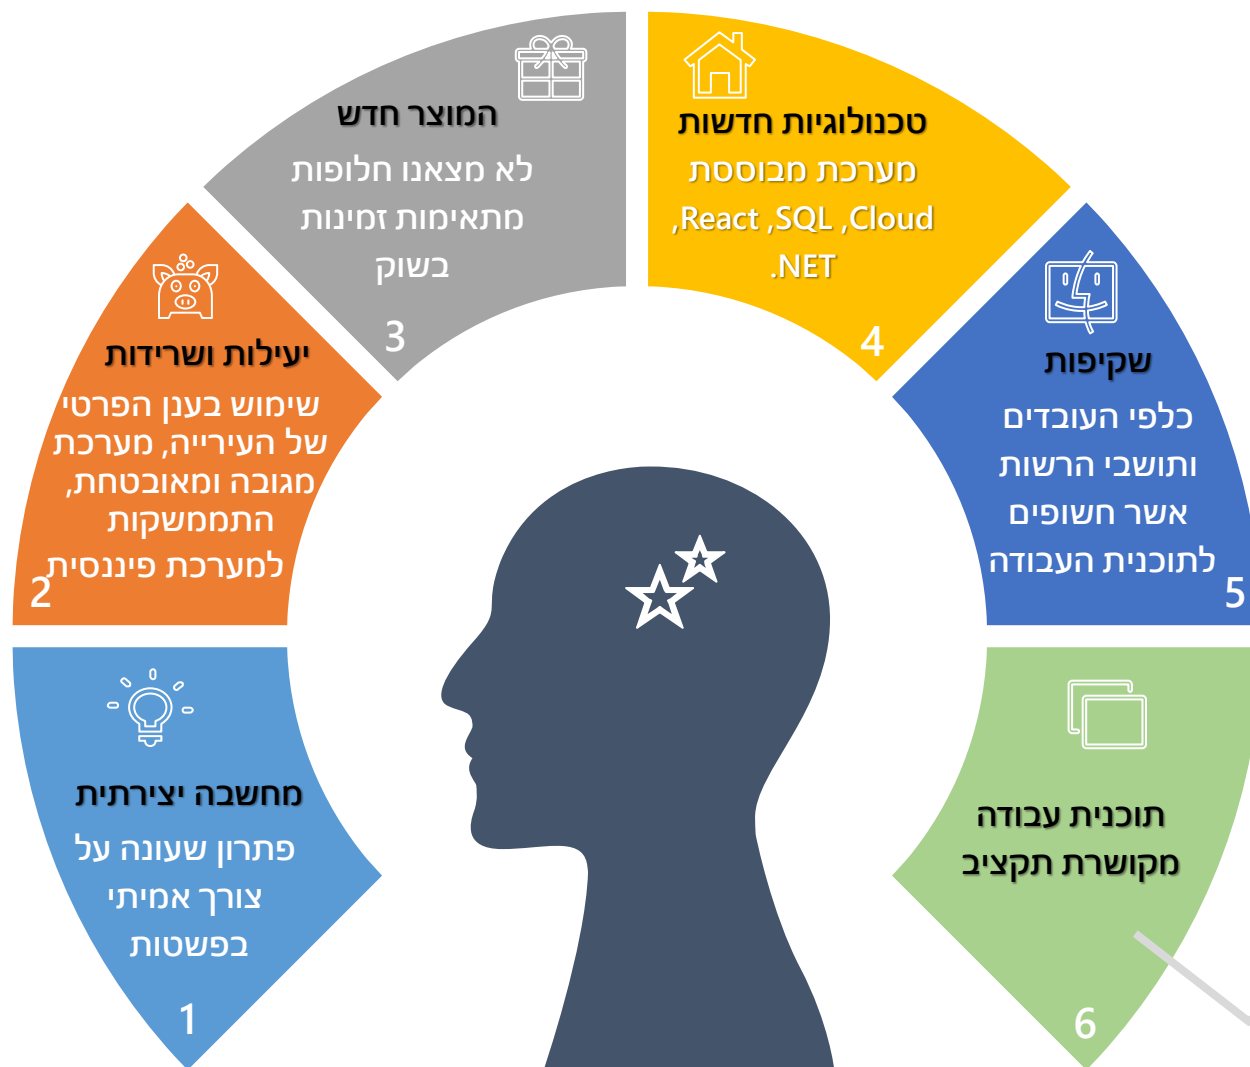 מחשבה יצירתית
פתרון שעונה על
צורך אמיתי
בפשטות
1
יעילות ושרידות
שימוש בענן הפרטי
של העירייה, מערכת
מגובה ומאובטחת,
התממשקות
למערכת פיננסית
2
המוצר חדש
לא מצאנו חלופות
מתאימות זמינות
בשוק
3
טכנולוגיות חדשות
מערכת מבוססת
Cloud, SQL, React,
.NET
4
שקיפות
כלפי העובדים
ותושבי הרשות
אשר חשופים
לתוכנית העבודה
5
תוכנית עבודה
מקושרת תקציב
6